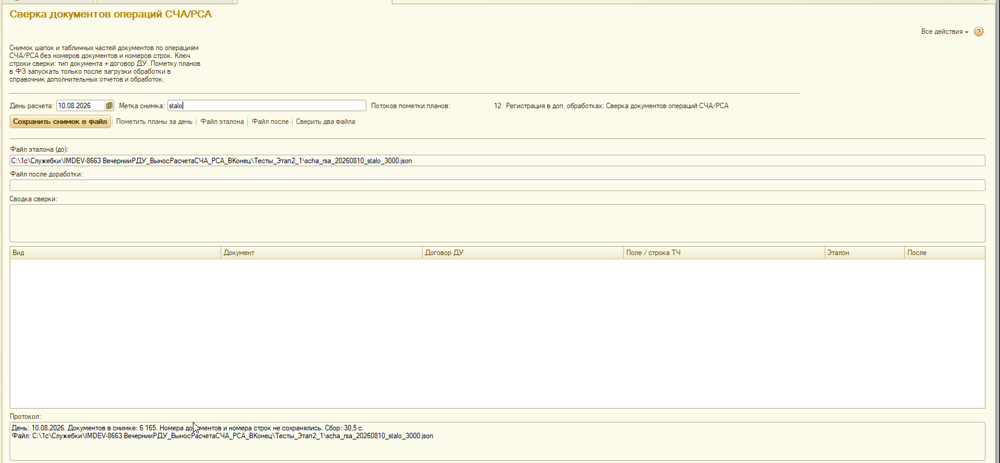 Сверка документов операций СЧА/РСА
Все действия
?
Снимок шапок и табличных частей документов по операциям
СЧА/РСА без номеров документов и номеров строк. Ключ
строки сверки: тип документа + договор ДУ. Пометку планов
в ФЗ запускать только после загрузки обработки в
справочник дополнительных отчетов и обработок.
День расчета: 10.08.2026 Метка снимка: stalo Потоков пометки планов: 12 Регистрация в доп. обработках: Сверка документов операций СЧА/РСА
Сохранить снимок в файл Пометить планы за день Файл эталона Файл после Сверить два файла
Файл эталона (до):
C:\1c\Служебки\IMDEV-8663 ВечернииРДУ_ВыносРасчетаСЧА_РСА_ВКонец\Тесты_Этап2_1\scha_rsa_20260810_stalo_3000.json
Файл после доработки:
Сводка сверки:
Вид Документ Договор ДУ Поле / строка ТЧ Эталон После
Протокол:
День: 10.08.2026. Документов в снимке: 6 165. Номера документов и номера строк не сохранялись. Сбор: 30,5 с.
Файл: C:\1c\Служебки\IMDEV-8663 ВечернииРДУ_ВыносРасчетаСЧА_РСА_ВКонец\Тесты_Этап2_1\scha_rsa_20260810_stalo_3000.json